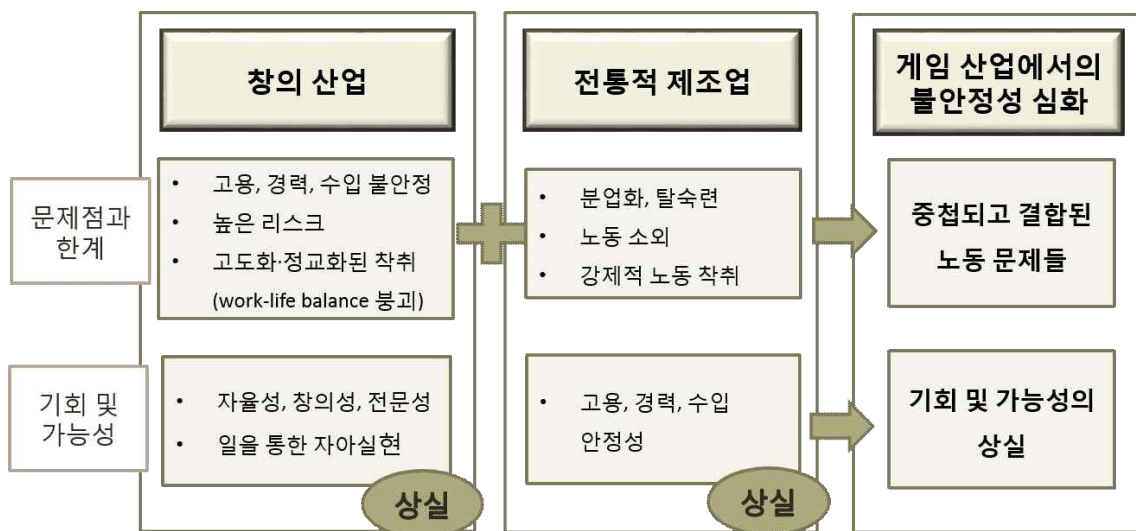 창의 산업
전통적 제조업
게임 산업에서의
불안정성 심화
문제점과
한계
• 고용, 경력, 수입 불안정
• 높은 리스크
• 고도화·정교화된 착취
(work-life balance 붕괴)
• 분업화, 탈숙련
• 노동 소외
• 강제적 노동 착취
중첩되고 결합된
노동 문제들
기회 및
가능성
• 자율성, 창의성, 전문성
• 일을 통한 자아실현
상실
• 고용, 경력, 수입
안정성
상실
기회 및 가능성의
상실